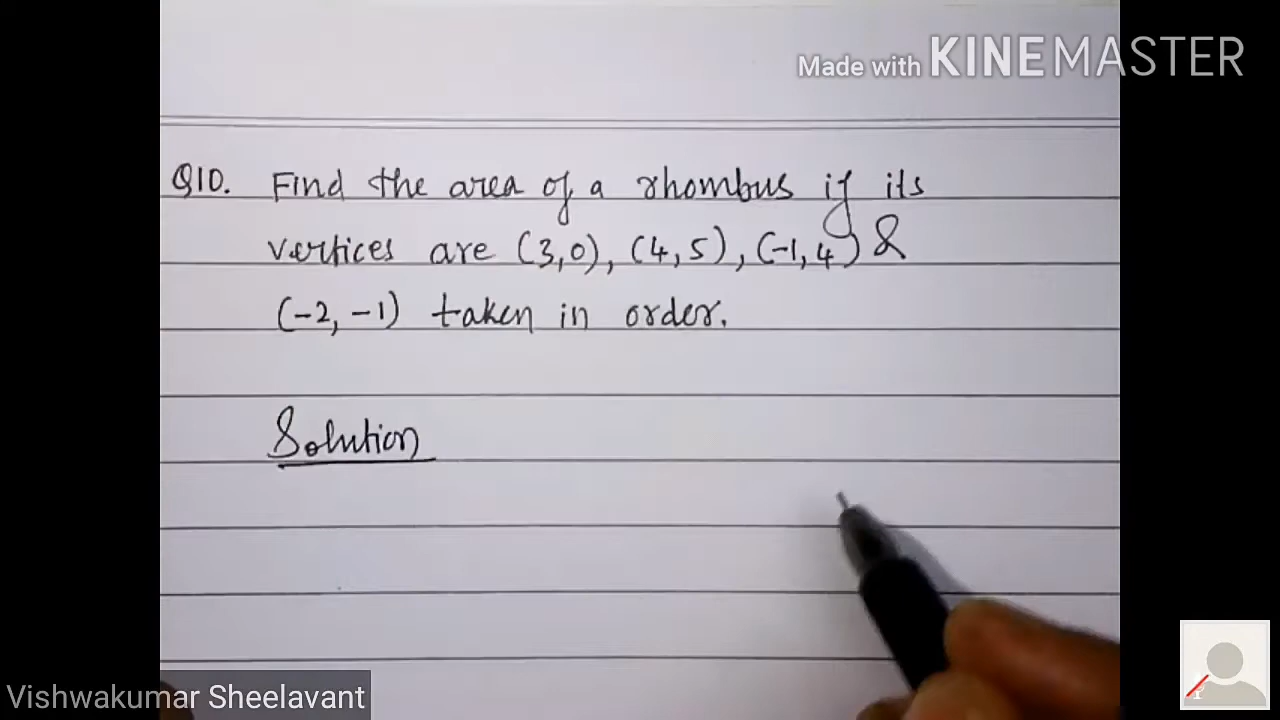 Made with KINEMASTER
Q10. Find the area of a rhombus if its
vertices are (3,0), (4,5), (-1,4) &
(-2, -1) taken in order.
Solution
Vishwakumar Sheelavant